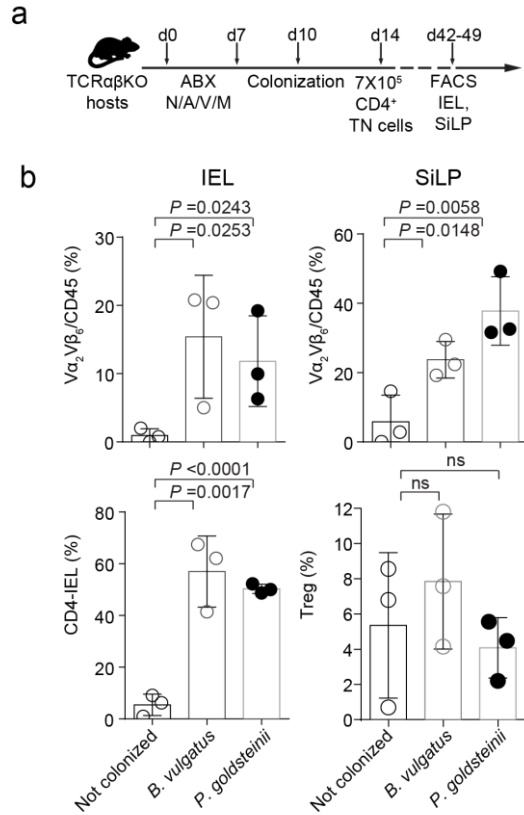 a
d0 d7 d10 d14 d42-49
TCRαβKO
hosts
ABX
N/A/V/M
Colonization
7X10⁵
CD4⁺
TN cells
FACS
IEL,
SiLP
b
IEL
P =0.0243
P =0.0253
Vα₂Vβ₆/CD45 (%)
30
20
10
0
SiLP
P =0.0058
P =0.0148
Vα₂Vβ₆/CD45 (%)
60
40
20
0
P <0.0001
P =0.0017
CD4-IEL (%)
80
60
40
20
0
Not colonized
B. vulgatus
P. goldsteinii
ns
ns
Treg (%)
12
10
8
6
4
2
0
Not colonized
B. vulgatus
P. goldsteinii